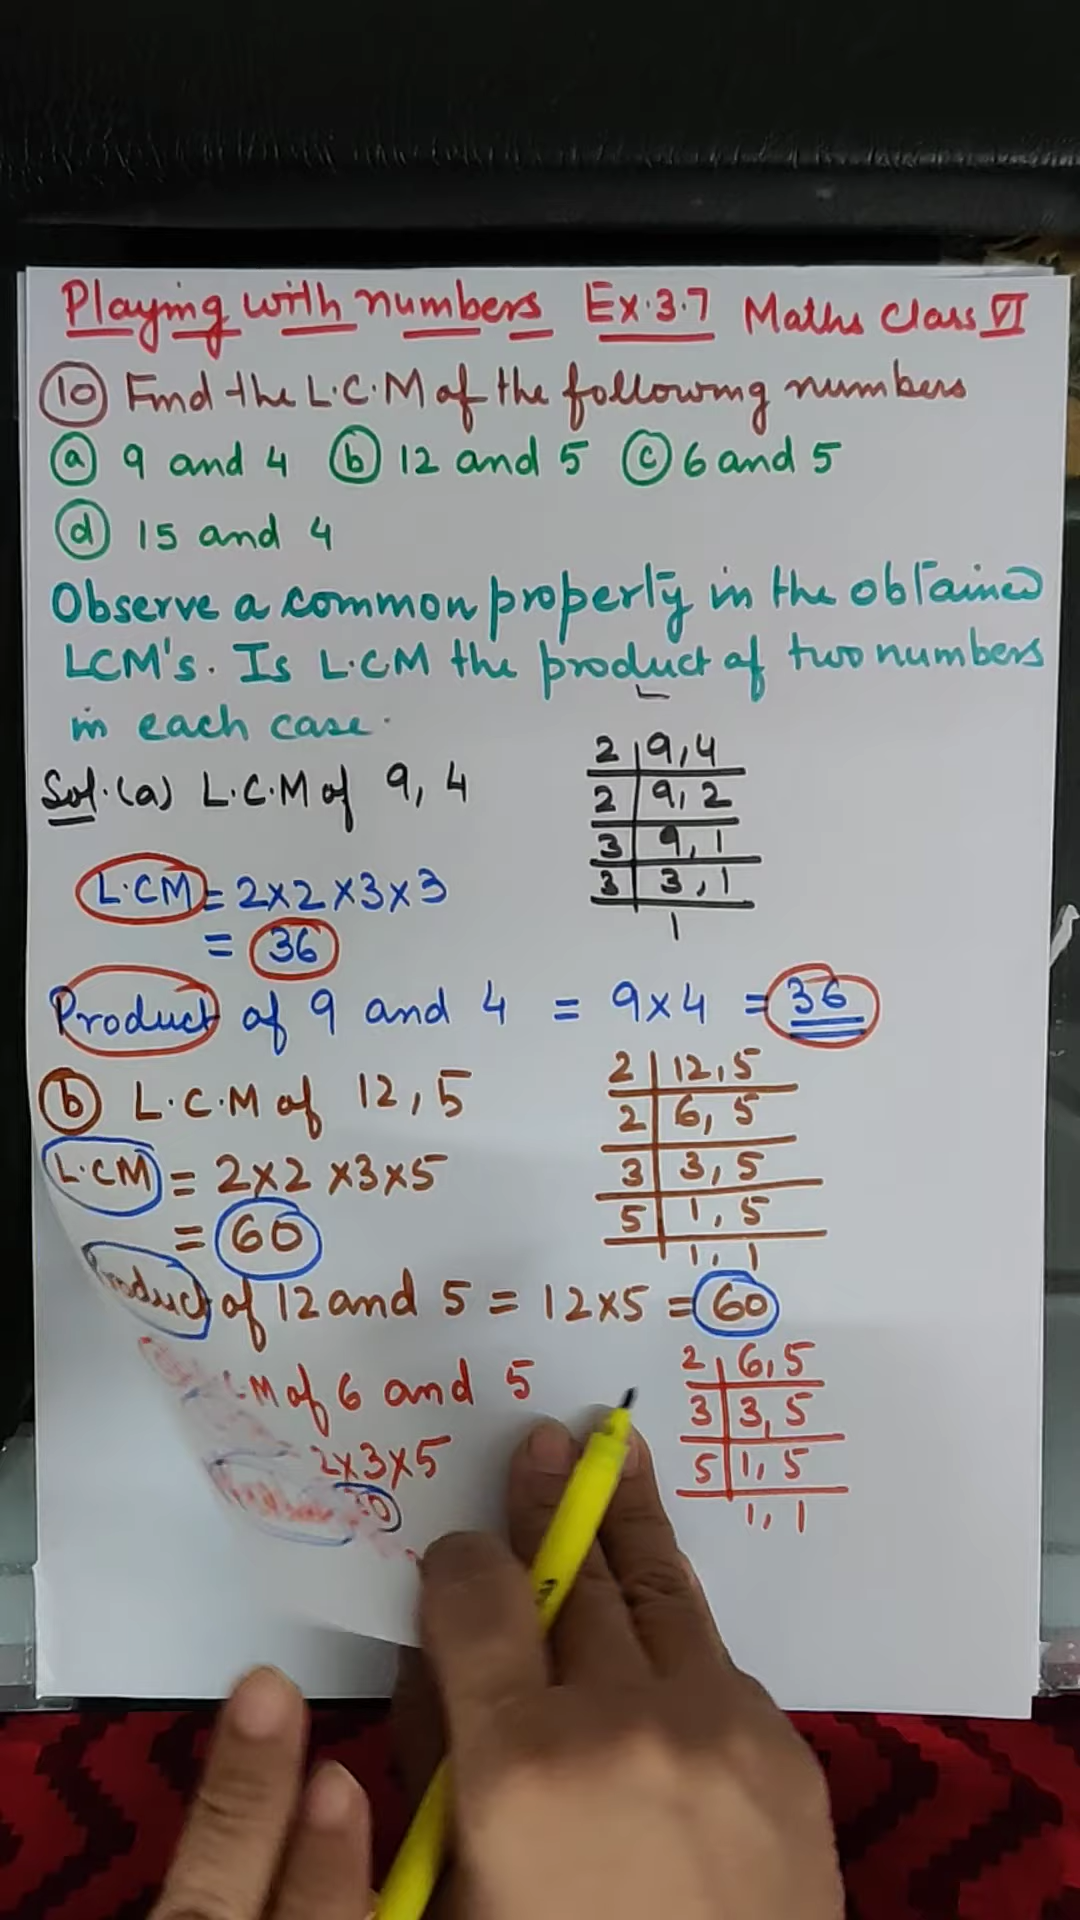 Playing with numbers Ex.3.7 Maths Class VI
10 Find the L.C.M of the following numbers
a 9 and 4 b 12 and 5 c 6 and 5
d 15 and 4
Observe a common property in the obtained
LCM's. Is L.CM the product of two numbers
in each case.
Sol.(a) L.C.M of 9, 4
2 | 9, 4
2 | 9, 2
3 | 9, 1
3 | 3, 1
1
L.CM = 2×2×3×3
= 36
Product of 9 and 4 = 9×4 = 36
b L.C.M of 12, 5
2 | 12, 5
2 | 6, 5
3 | 3, 5
5 | 1, 5
1, 1
L.CM = 2×2×3×5
= 60
Product of 12 and 5 = 12×5 = 60
M of 6 and 5
2 | 6, 5
3 | 3, 5
5 | 1, 5
1, 1
2×3×5